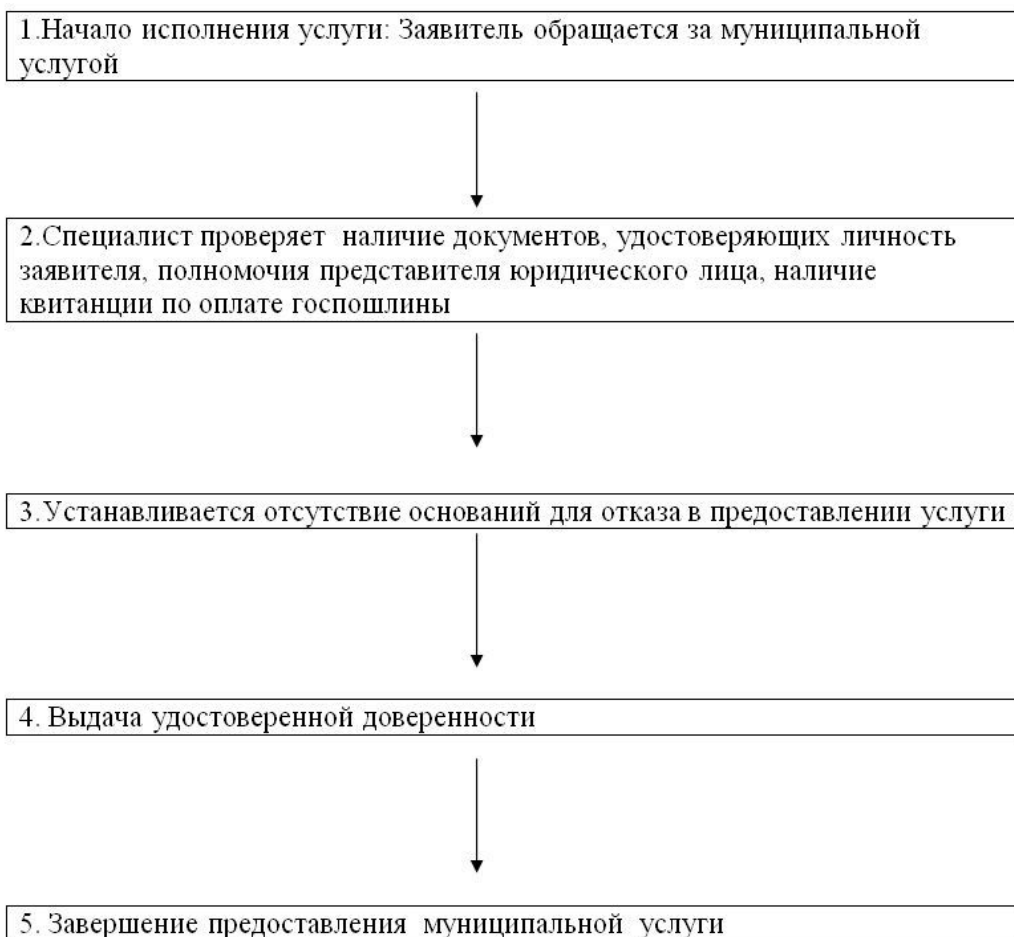 1.Начало исполнения услуги: Заявитель обращается за муниципальной
услугой
2.Специалист проверяет наличие документов, удостоверяющих личность
заявителя, полномочия представителя юридического лица, наличие
квитанции по оплате госпошлины
3.Устанавливается отсутствие оснований для отказа в предоставлении услуги
4. Выдача удостоверенной доверенности
5. Завершение предоставления муниципальной услуги